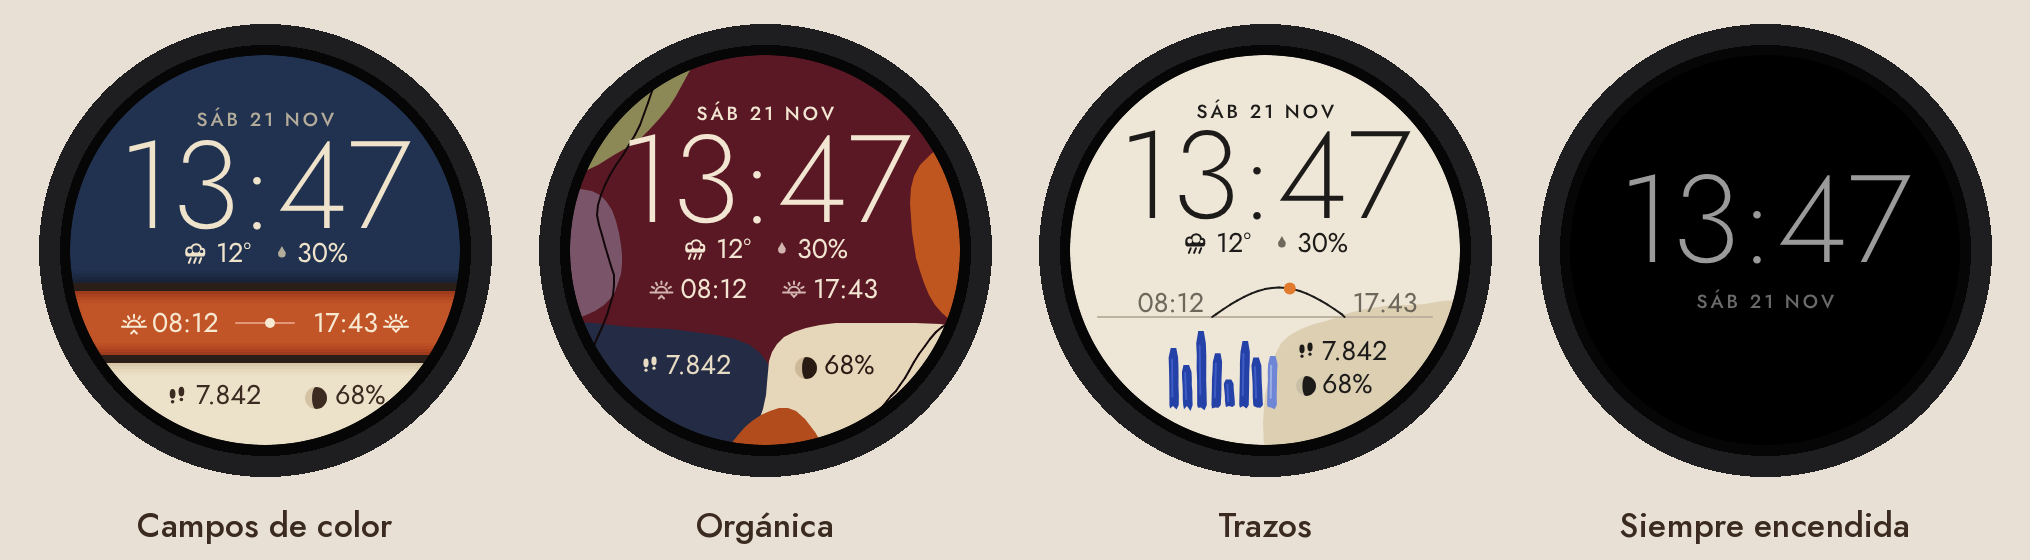 SÁB 21 NOV
13:47
12° 30%
08:12 17:43
7.842 68%
Campos de color
SÁB 21 NOV
13:47
12° 30%
08:12 17:43
7.842 68%
Orgánica
SÁB 21 NOV
13:47
12° 30%
08:12 17:43
7.842
68%
Trazos
13:47
SÁB 21 NOV
Siempre encendida